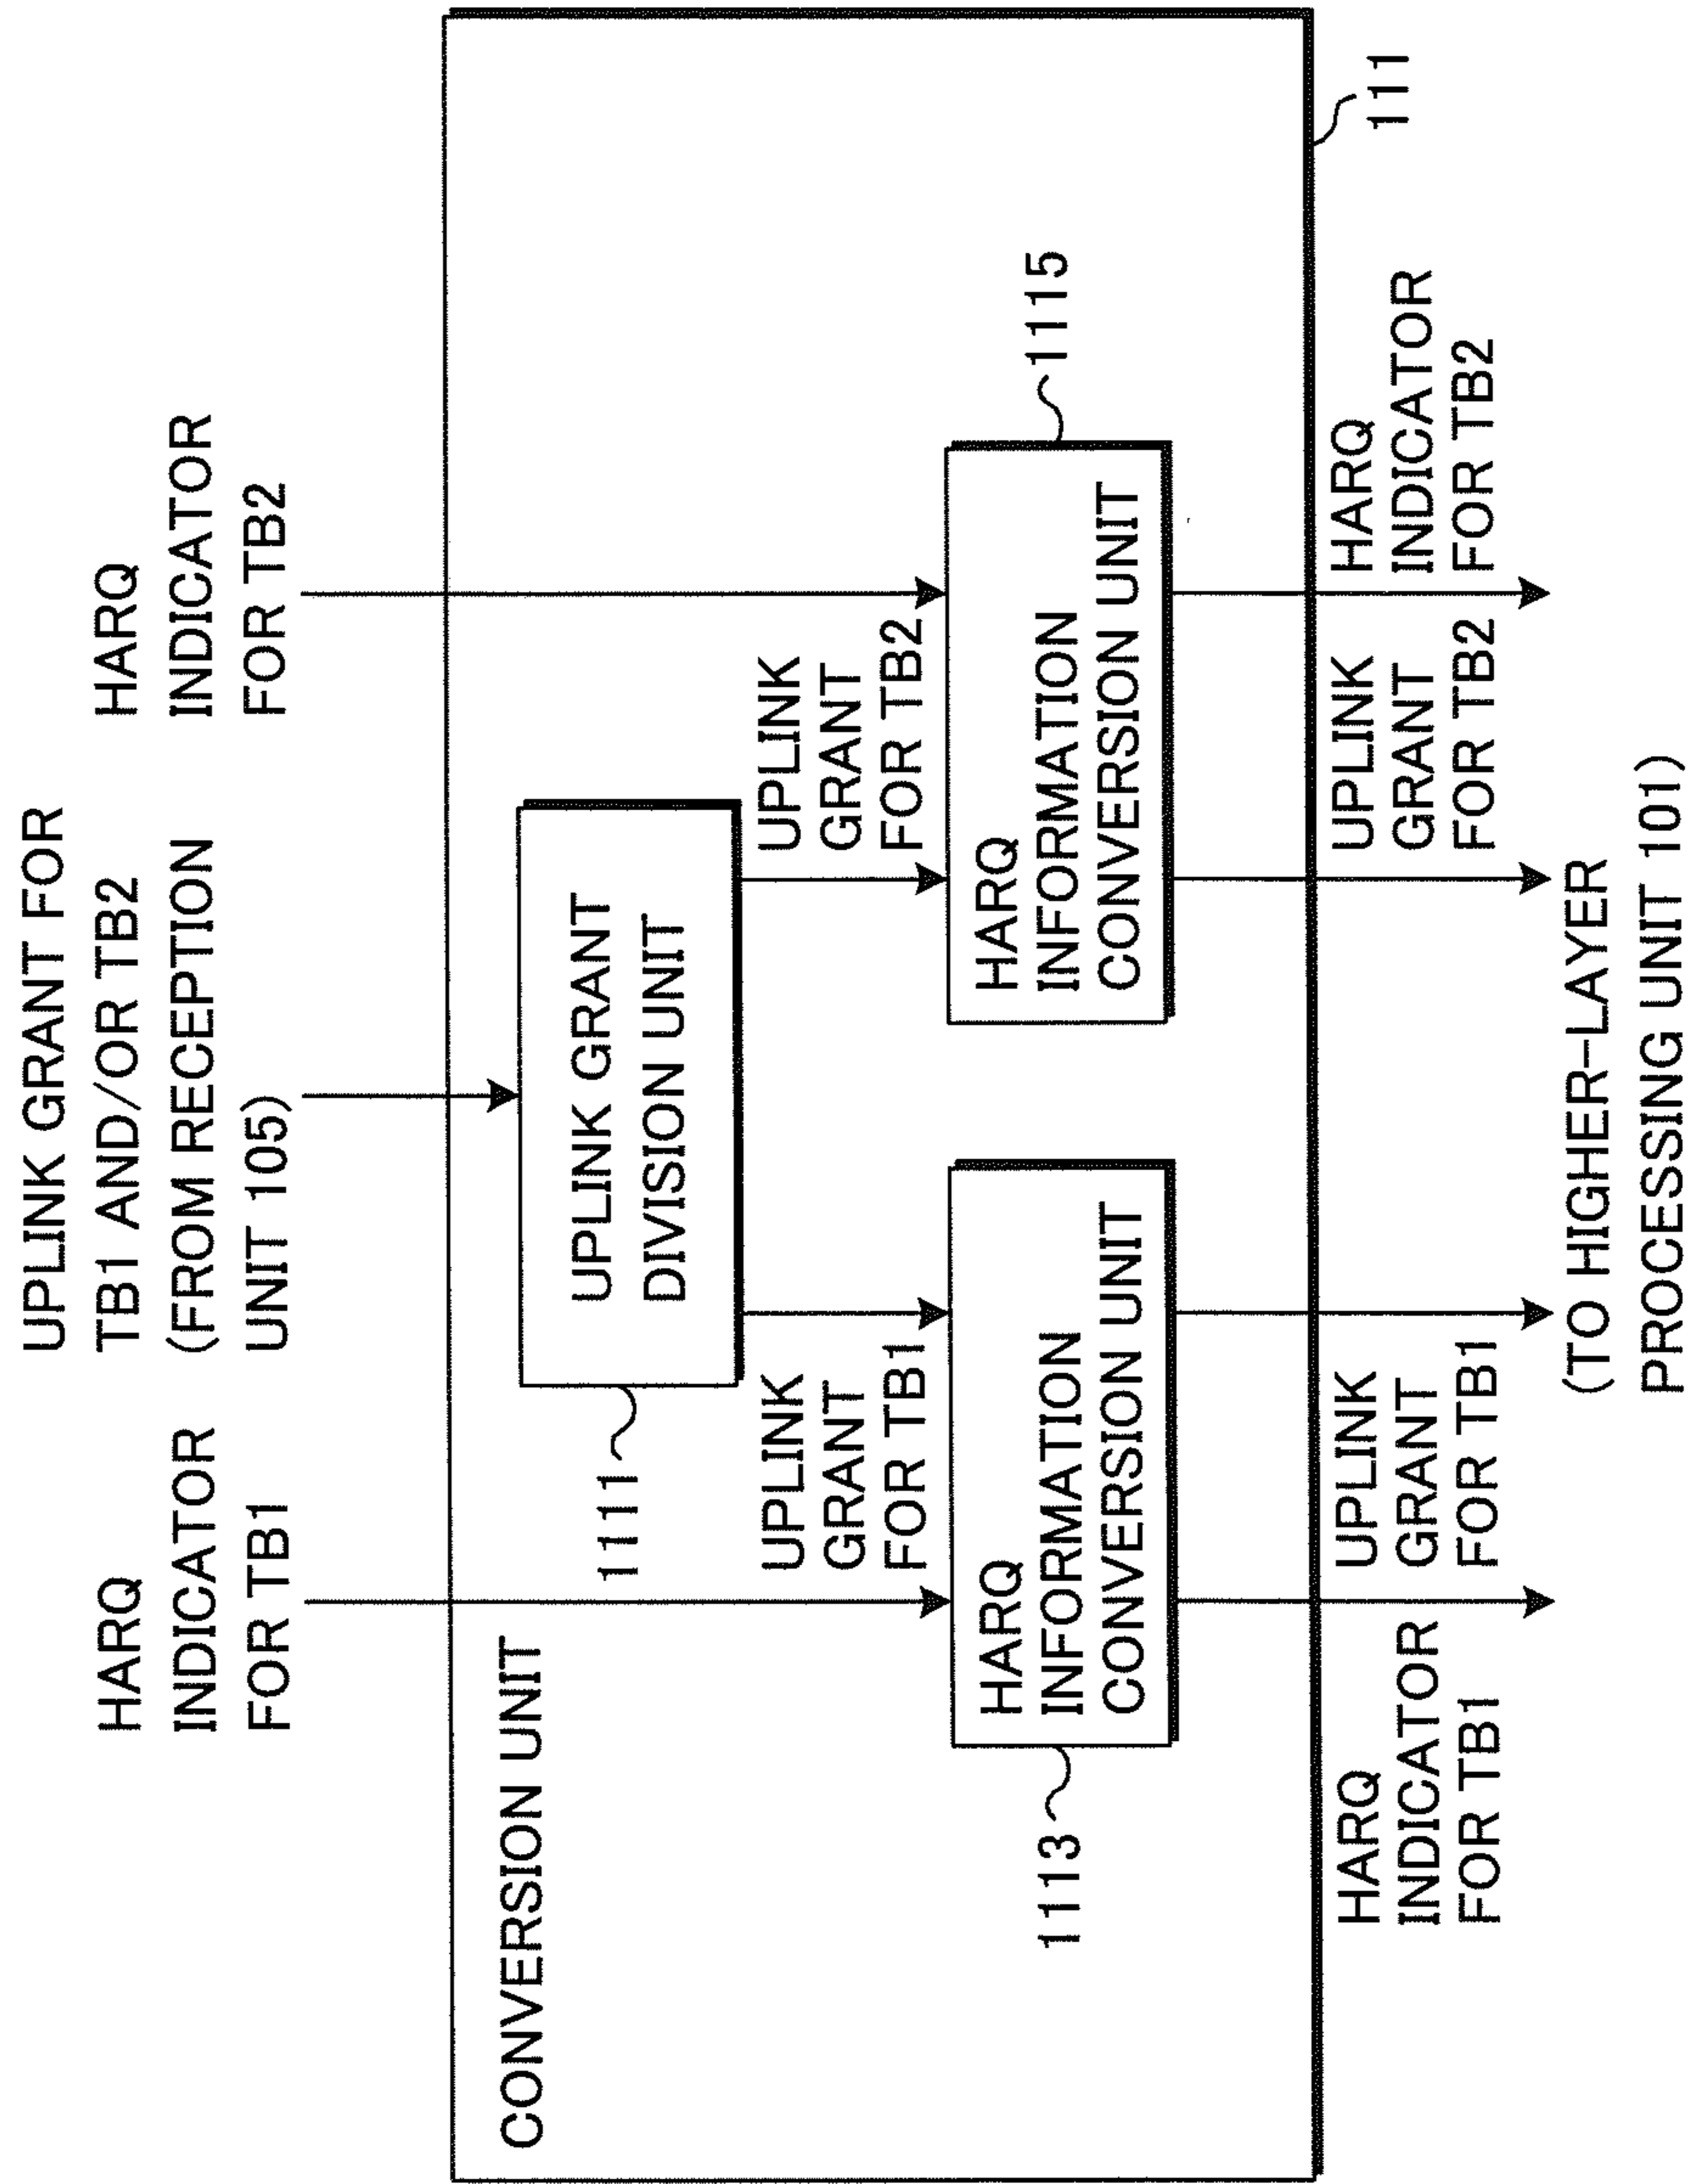 UPLINK GRANT FOR
TB1 AND/OR TB2
(FROM RECEPTION
UNIT 105)
HARQ
INDICATOR
FOR TB1
HARQ
INDICATOR
FOR TB2
CONVERSION UNIT
UPLINK GRANT
DIVISION UNIT
1111
UPLINK
GRANT
FOR TB1
UPLINK
GRANT
FOR TB2
HARQ
INFORMATION
CONVERSION UNIT
1113
HARQ
INFORMATION
CONVERSION UNIT
1115
111
HARQ
INDICATOR
FOR TB1
UPLINK
GRANT
FOR TB1
UPLINK
GRANT
FOR TB2
HARQ
INDICATOR
FOR TB2
(TO HIGHER-LAYER
PROCESSING UNIT 101)